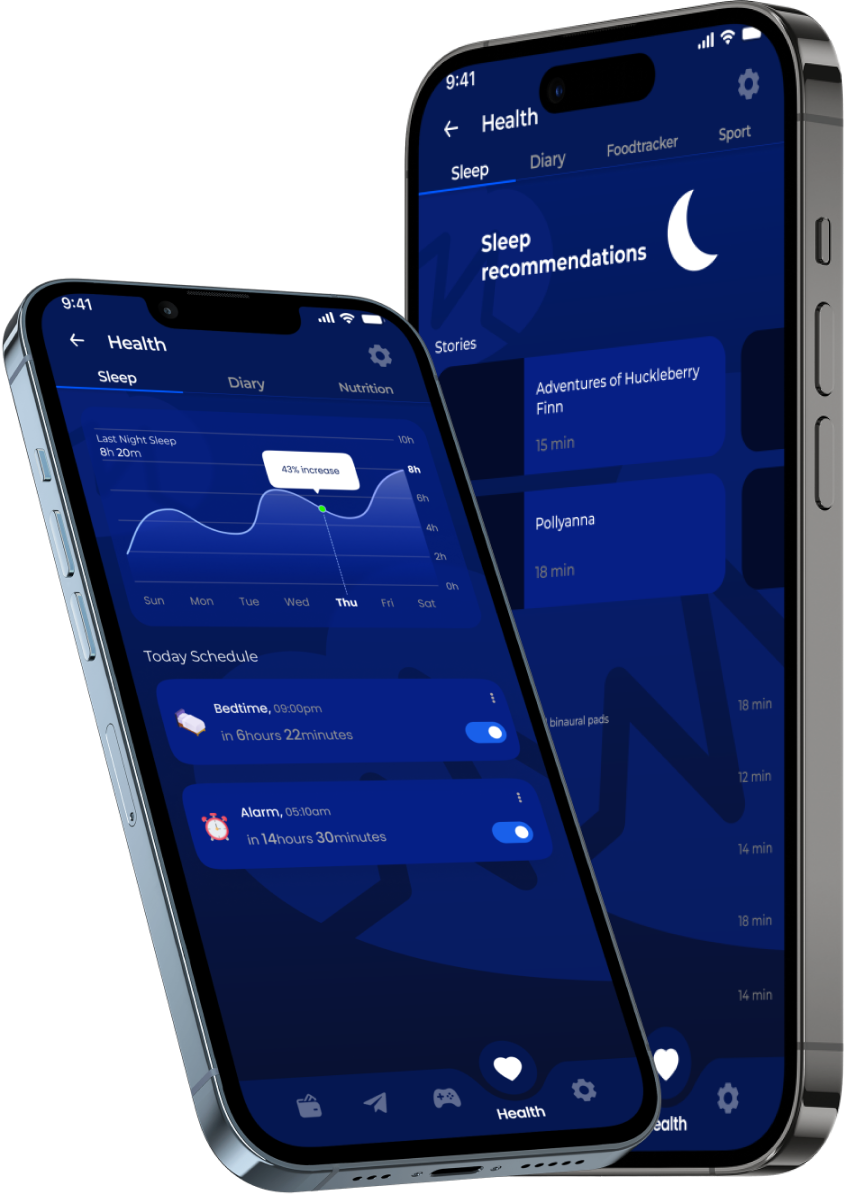 9:41
Health
Sleep
Diary
Nutrition
Last Night Sleep
8h 20m
43% increase
10h
8h
6h
4h
2h
0h
Sun Mon Tue Wed Thu Fri Sat
Today Schedule
Bedtime, 09:00pm
in 6hours 22minutes
Alarm, 05:10am
in 14hours 30minutes
Health
9:41
Health
Sleep
Diary
Foodtracker
Sport
Sleep
recommendations
Stories
Adventures of Huckleberry
Finn
15 min
Pollyanna
18 min
binaural pads
18 min
12 min
14 min
18 min
14 min
ealth